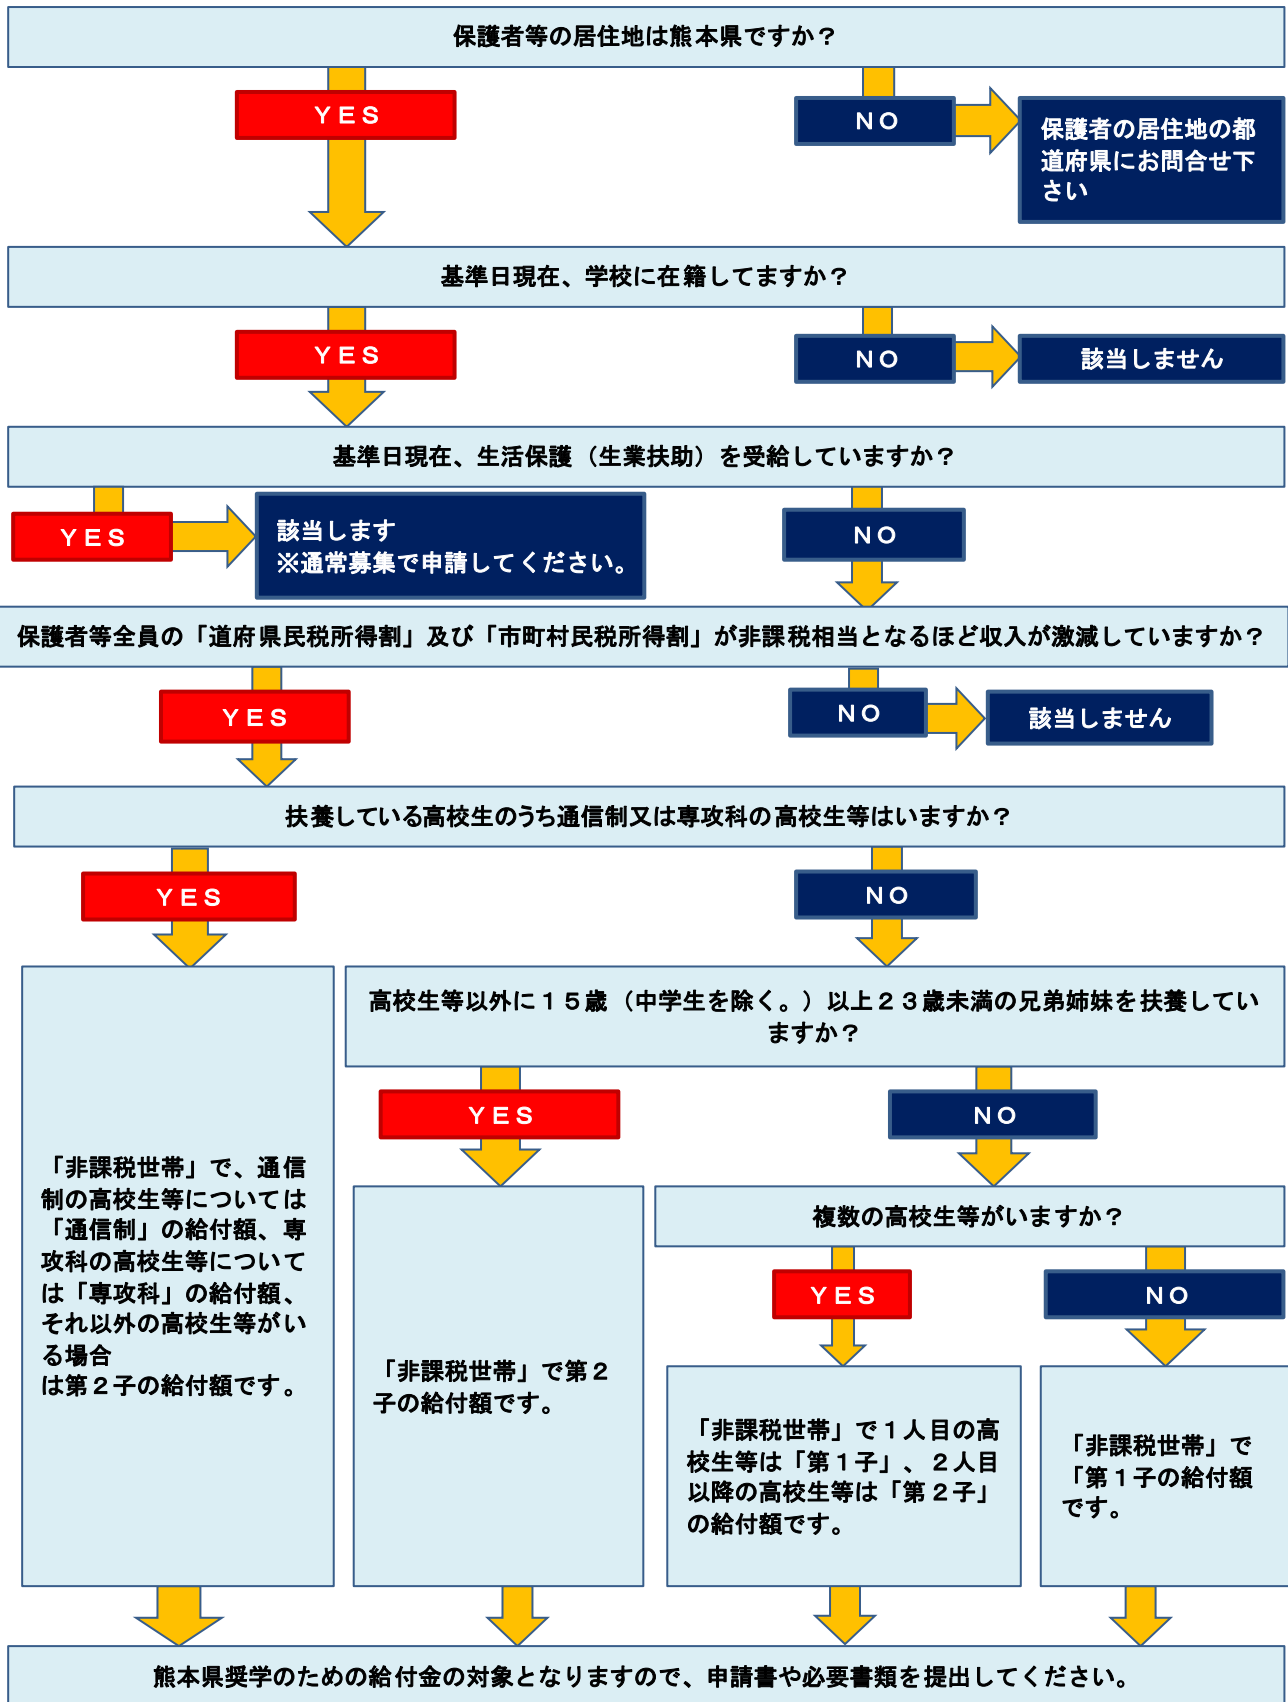 保護者等の居住地は熊本県ですか？
ＹＥＳ
ＮＯ
保護者の居住地の都
道府県にお問合せ下
さい
基準日現在、学校に在籍してますか？
ＹＥＳ
ＮＯ
該当しません
基準日現在、生活保護（生業扶助）を受給していますか？
ＹＥＳ
該当します
※通常募集で申請してください。
ＮＯ
保護者等全員の「道府県民税所得割」及び「市町村民税所得割」が非課税相当となるほど収入が激減していますか？
ＹＥＳ
ＮＯ
該当しません
扶養している高校生のうち通信制又は専攻科の高校生等はいますか？
ＹＥＳ
ＮＯ
高校生等以外に１５歳（中学生を除く。）以上２３歳未満の兄弟姉妹を扶養してい
ますか？
ＹＥＳ
ＮＯ
「非課税世帯」で、通信
制の高校生等については
「通信制」の給付額、専
攻科の高校生等について
は「専攻科」の給付額、
それ以外の高校生等がい
る場合
は第２子の給付額です。
「非課税世帯」で第２
子の給付額です。
複数の高校生等がいますか？
ＹＥＳ
ＮＯ
「非課税世帯」で１人目の高
校生等は「第１子」、２人目
以降の高校生等は「第２子」
の給付額です。
「非課税世帯」で
「第１子の給付額
です。
熊本県奨学のための給付金の対象となりますので、申請書や必要書類を提出してください。